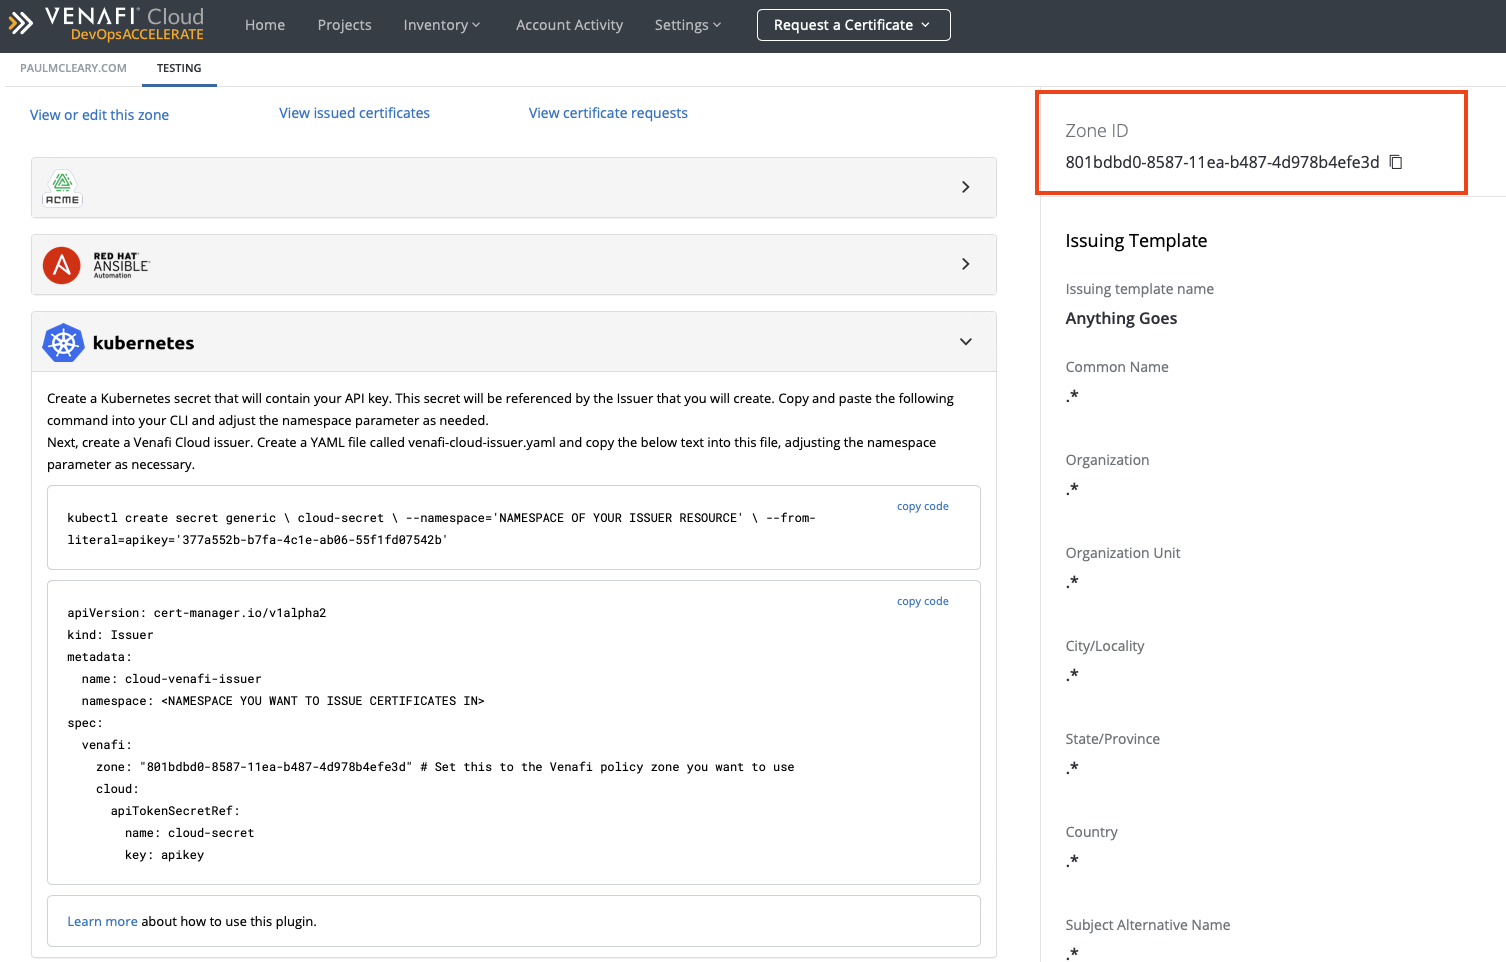 VENAFI® Cloud
DevOpsACCELERATE
Home
Projects
Inventory
Account Activity
Settings
Request a Certificate
PAULMCLEARY.COM
TESTING
View or edit this zone
View issued certificates
View certificate requests
ACME
RED HAT®
ANSIBLE®
Automation
kubernetes
Create a Kubernetes secret that will contain your API key. This secret will be referenced by the Issuer that you will create. Copy and paste the following
command into your CLI and adjust the namespace parameter as needed.
Next, create a Venafi Cloud issuer. Create a YAML file called venafi-cloud-issuer.yaml and copy the below text into this file, adjusting the namespace
parameter as necessary.
copy code
kubectl create secret generic \ cloud-secret \ --namespace='NAMESPACE OF YOUR ISSUER RESOURCE' \ --from-
literal=apikey='377a552b-b7fa-4c1e-ab06-55f1fd07542b'
copy code
apiVersion: cert-manager.io/v1alpha2
kind: Issuer
metadata:
  name: cloud-venafi-issuer
  namespace: <NAMESPACE YOU WANT TO ISSUE CERTIFICATES IN>
spec:
  venafi:
    zone: "801bdbd0-8587-11ea-b487-4d978b4efe3d" # Set this to the Venafi policy zone you want to use
    cloud:
      apiTokenSecretRef:
        name: cloud-secret
        key: apikey
Learn more about how to use this plugin.
Zone ID
801bdbd0-8587-11ea-b487-4d978b4efe3d
Issuing Template
Issuing template name
Anything Goes
Common Name
.*
Organization
.*
Organization Unit
.*
City/Locality
.*
State/Province
.*
Country
.*
Subject Alternative Name
.*